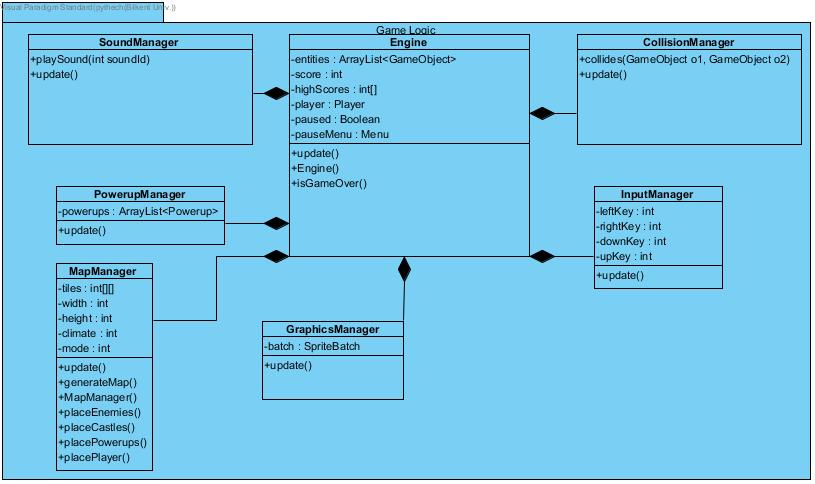 Visual Paradigm Standard(pythech(Bilkent Univ.))
Game Logic
SoundManager
+playSound(int soundId)
+update()
Engine
-entities : ArrayList<GameObject>
-score : int
-highScores : int[]
-player : Player
-paused : Boolean
-pauseMenu : Menu
+update()
+Engine()
+isGameOver()
CollisionManager
+collides(GameObject o1, GameObject o2)
+update()
PowerupManager
-powerups : ArrayList<Powerup>
+update()
InputManager
-leftKey : int
-rightKey : int
-downKey : int
-upKey : int
+update()
MapManager
-tiles : int[][]
-width : int
-height : int
-climate : int
-mode : int
+update()
+generateMap()
+MapManager()
+placeEnemies()
+placeCastles()
+placePowerups()
+placePlayer()
GraphicsManager
-batch : SpriteBatch
+update()